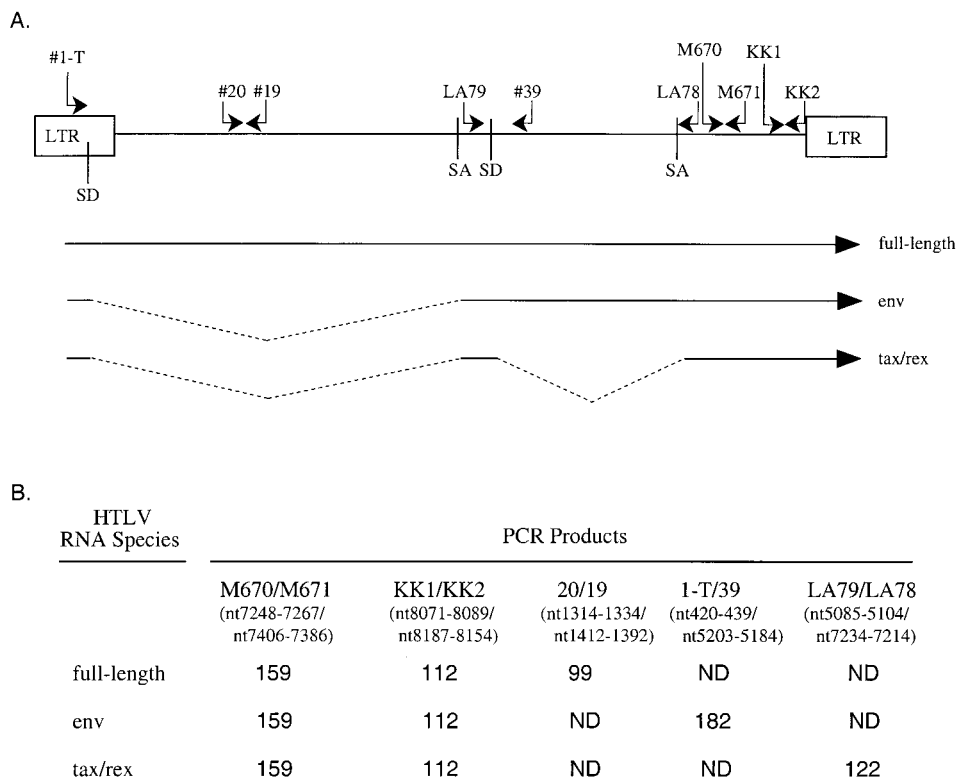 A.
#1-T
#20 #19
LA79
#39
M670
KK1
LA78
M671
KK2
LTR
LTR
SD
SA SD
SA
full-length
env
tax/rex
B.
HTLV
RNA Species
PCR Products
M670/M671 KK1/KK2 20/19 1-T/39 LA79/LA78
(nt7248-7267/ (nt8071-8089/ (nt1314-1334/ (nt420-439/ (nt5085-5104/
nt7406-7386) nt8187-8154) nt1412-1392) nt5203-5184) nt7234-7214)
full-length 159 112 99 ND ND
env 159 112 ND 182 ND
tax/rex 159 112 ND ND 122